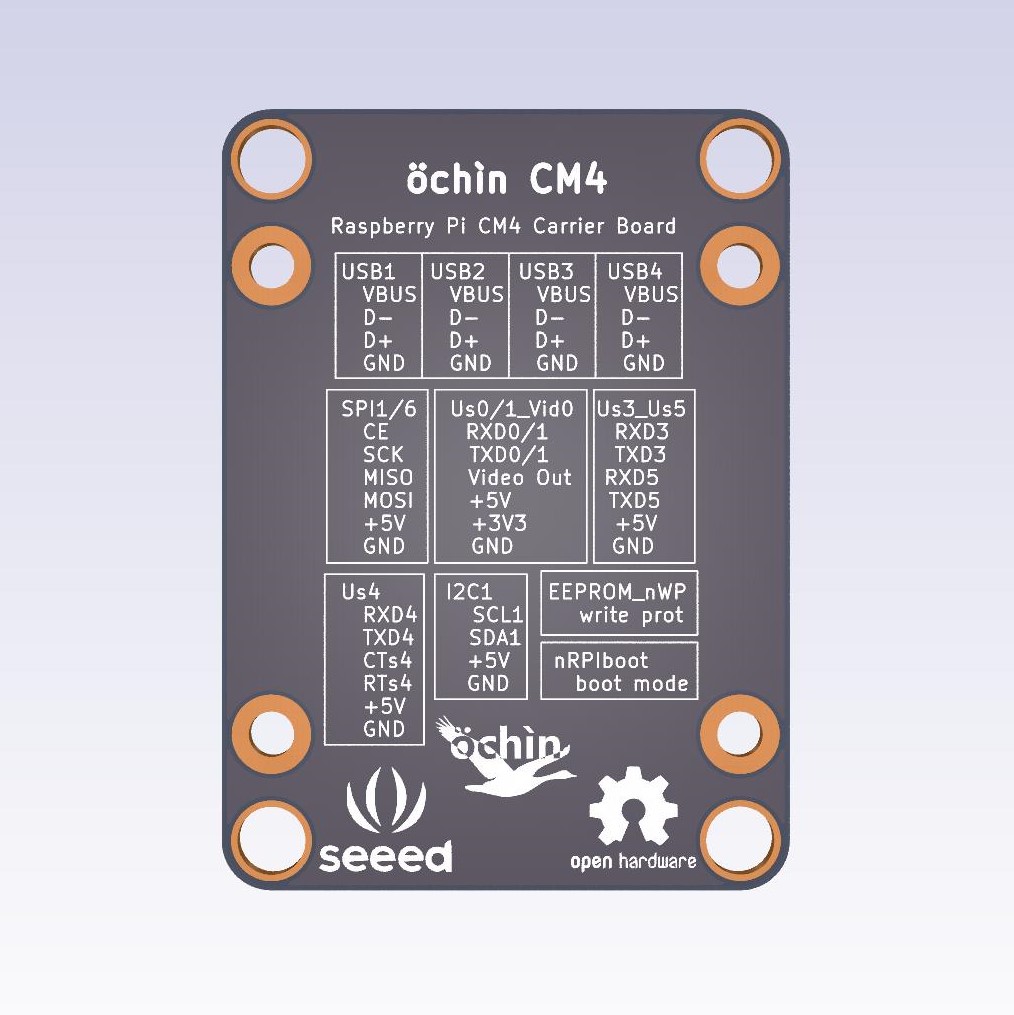 öchìn CM4
Raspberry Pi CM4 Carrier Board
USB1
VBUS
D-
D+
GND
USB2
VBUS
D-
D+
GND
USB3
VBUS
D-
D+
GND
USB4
VBUS
D-
D+
GND
SPI1/6
CE
SCK
MISO
MOSI
+5V
GND
Us0/1_Vid0
RXD0/1
TXD0/1
Video Out
+5V
+3V3
GND
Us3_Us5
RXD3
TXD3
RXD5
TXD5
+5V
GND
Us4
RXD4
TXD4
CTs4
RTs4
+5V
GND
I2C1
SCL1
SDA1
+5V
GND
EEPROM_nWP
write prot
nRPIboot
boot mode
öchìn
seeed
open hardware